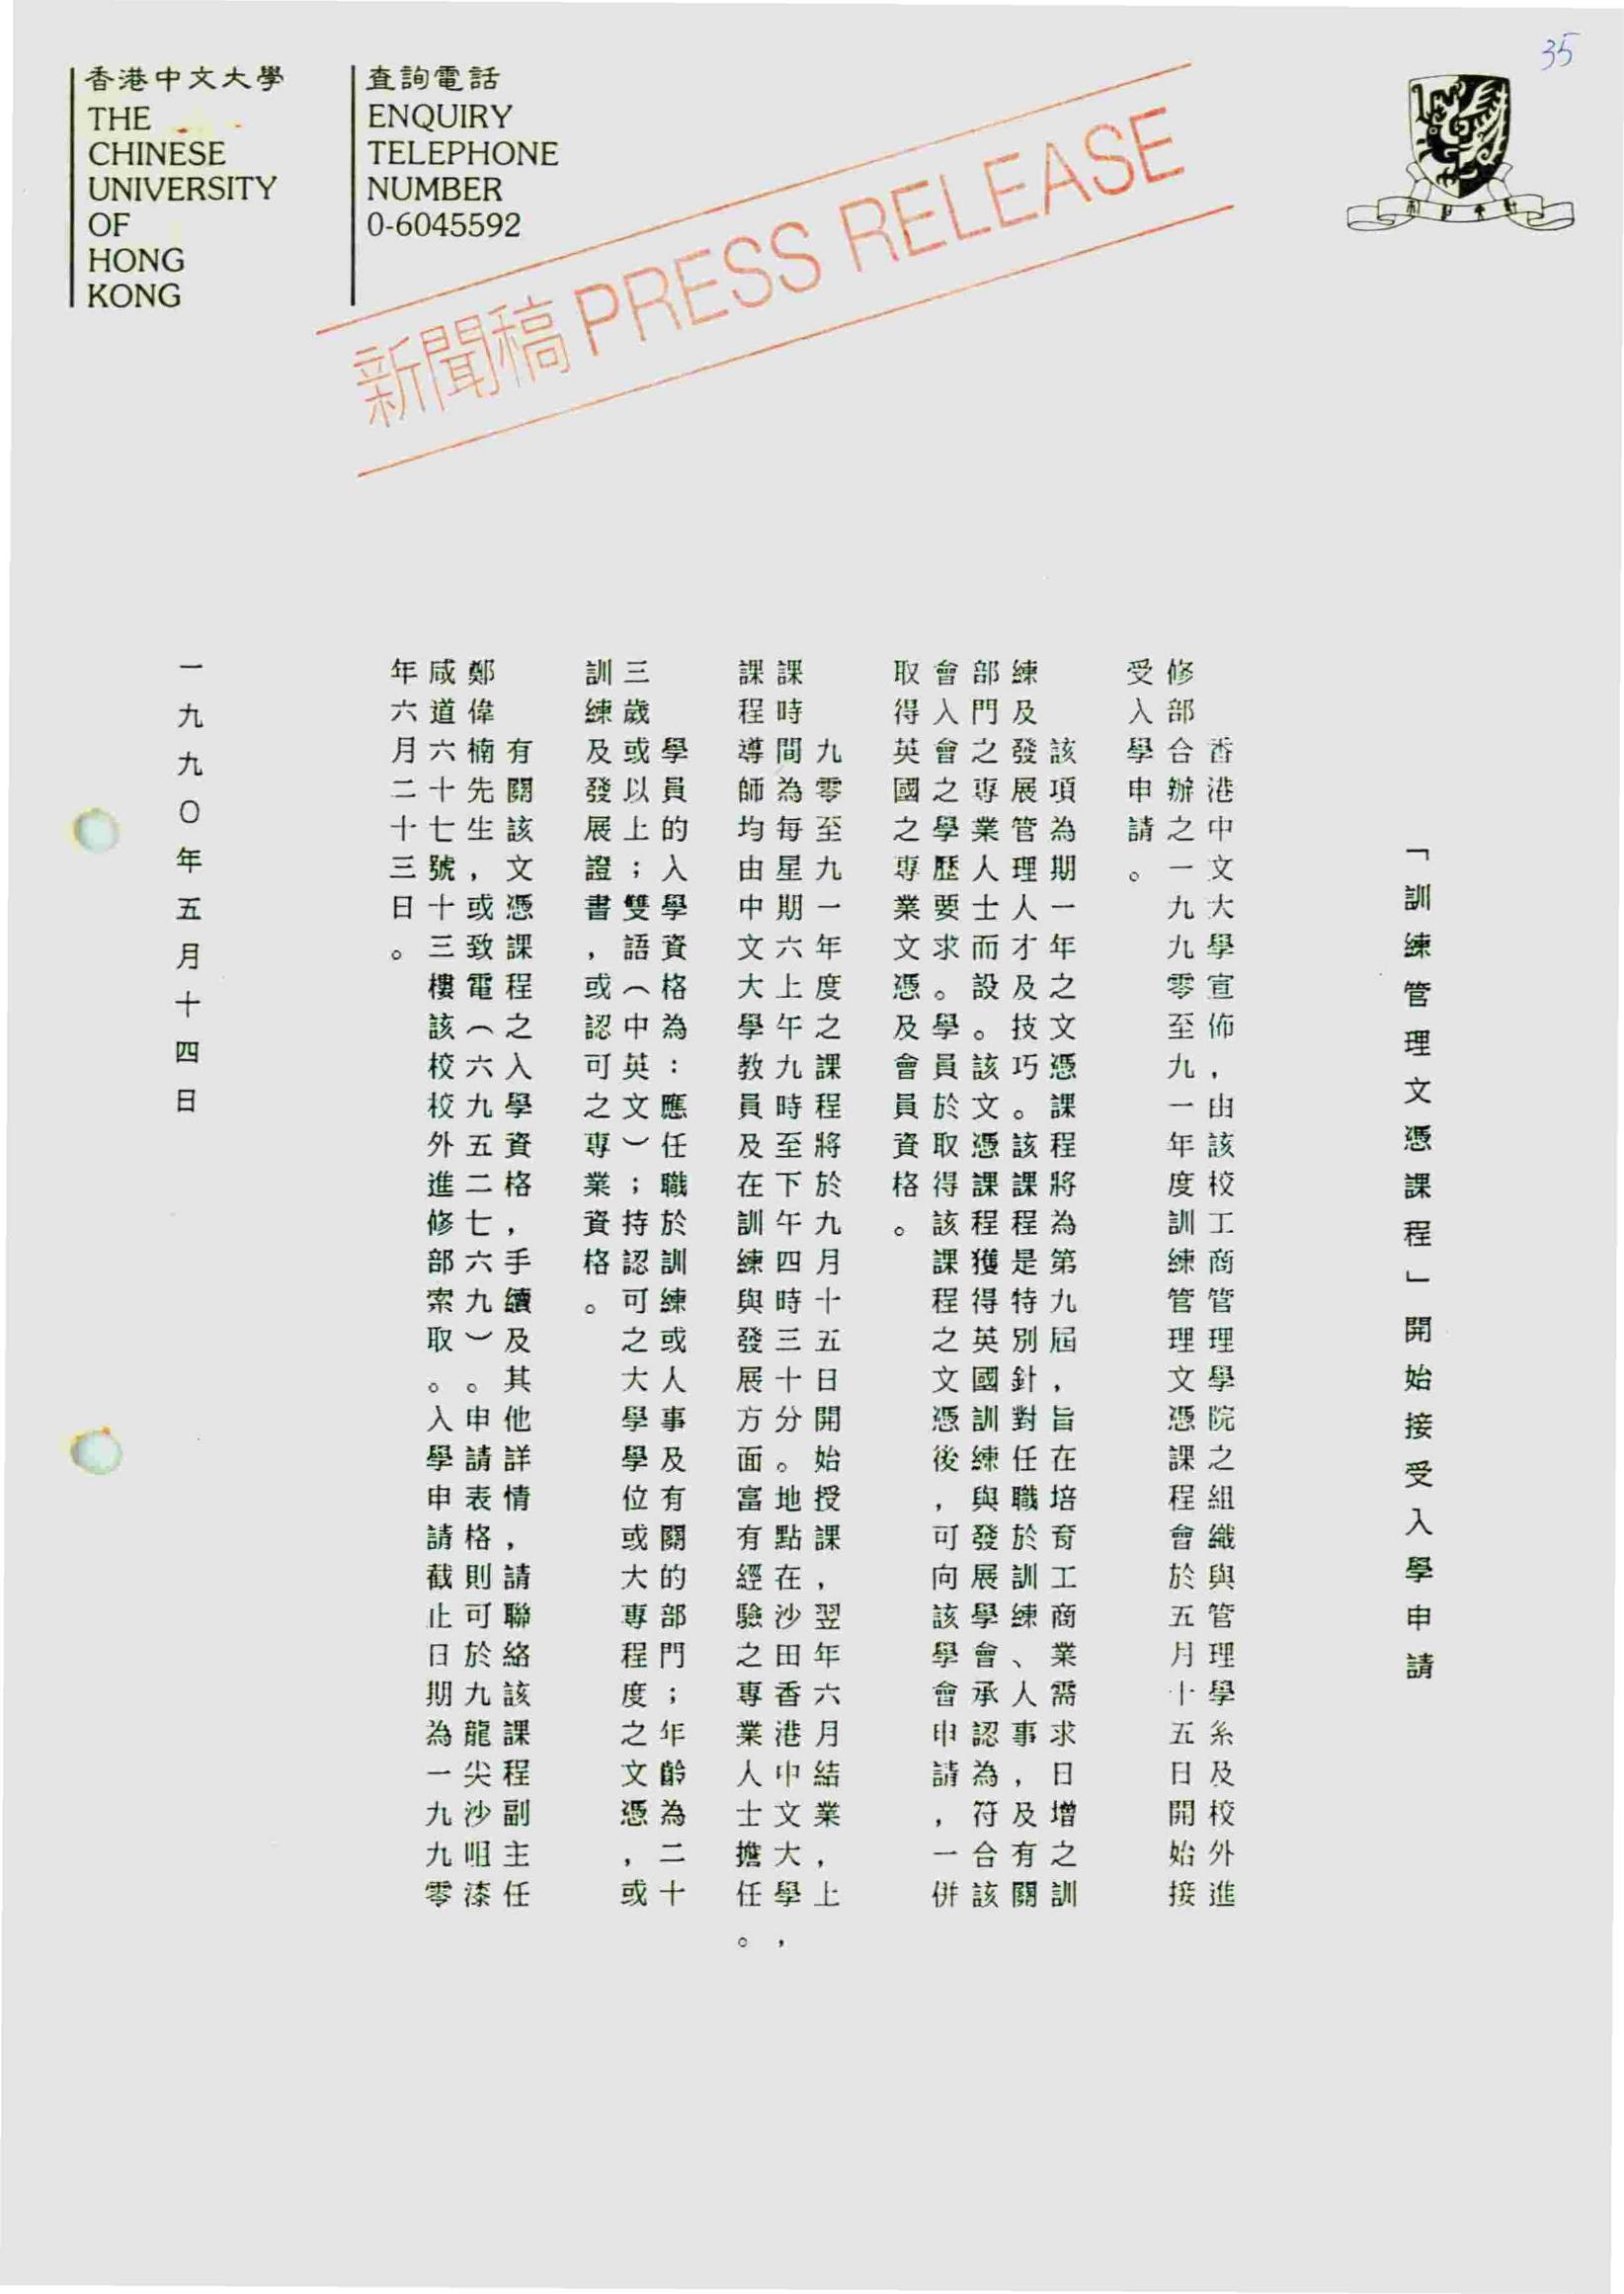 35
香港中文大學
THE
CHINESE
UNIVERSITY
OF
HONG
KONG
查詢電話
ENQUIRY
TELEPHONE
NUMBER
0-6045592
新聞稿 PRESS RELEASE
「訓練管理文憑課程」開始接受入學申請
香港中文大學宣佈，由該校工商管理學院之組織與管理學系及校外進
修部合辦之一九九零至九一年度訓練管理文憑課程會於五月十五日開始接
受入學申請。
該項為期一年之文憑課程將為第九屆，旨在培育工商業需求日增之訓
練及發展管理人才及技巧。該課程是特別針對任職於訓練、人事，及有關
部門之專業人士而設。該文憑課程獲得英國訓練與發展學會承認為，符合該
會入會之學歷要求。學員於取得該課程之文憑後，可向該學會申請，一併
取得英國之專業文憑及會員資格。
九零至九一年度之課程將於九月十五日開始授課，翌年六月結業，上
課時間為每星期六上午九時至下午四時三十分。地點在沙田香港中文大學，
課程導師均由中文大學教員及在訓練與發展方面富有經驗之專業人士擔任。
學員的入學資格為：應任職於訓練或人事及有關的部門；年齡為二十
三歲或以上；雙語（中英文）；持認可之大學學位或大專程度之文憑，或
訓練及發展證書，或認可之專業資格。
有關該文憑課程之入學資格，手續及其他詳情，請聯絡該課程副主任
鄭偉楠先生，或致電（六九五二七六九）。申請表格，則可於九龍尖沙咀漆
咸道六十七號十三樓該校校外進修部索取。入學申請截止日期為一九九零
年六月二十三日。
一九九〇年五月十四日